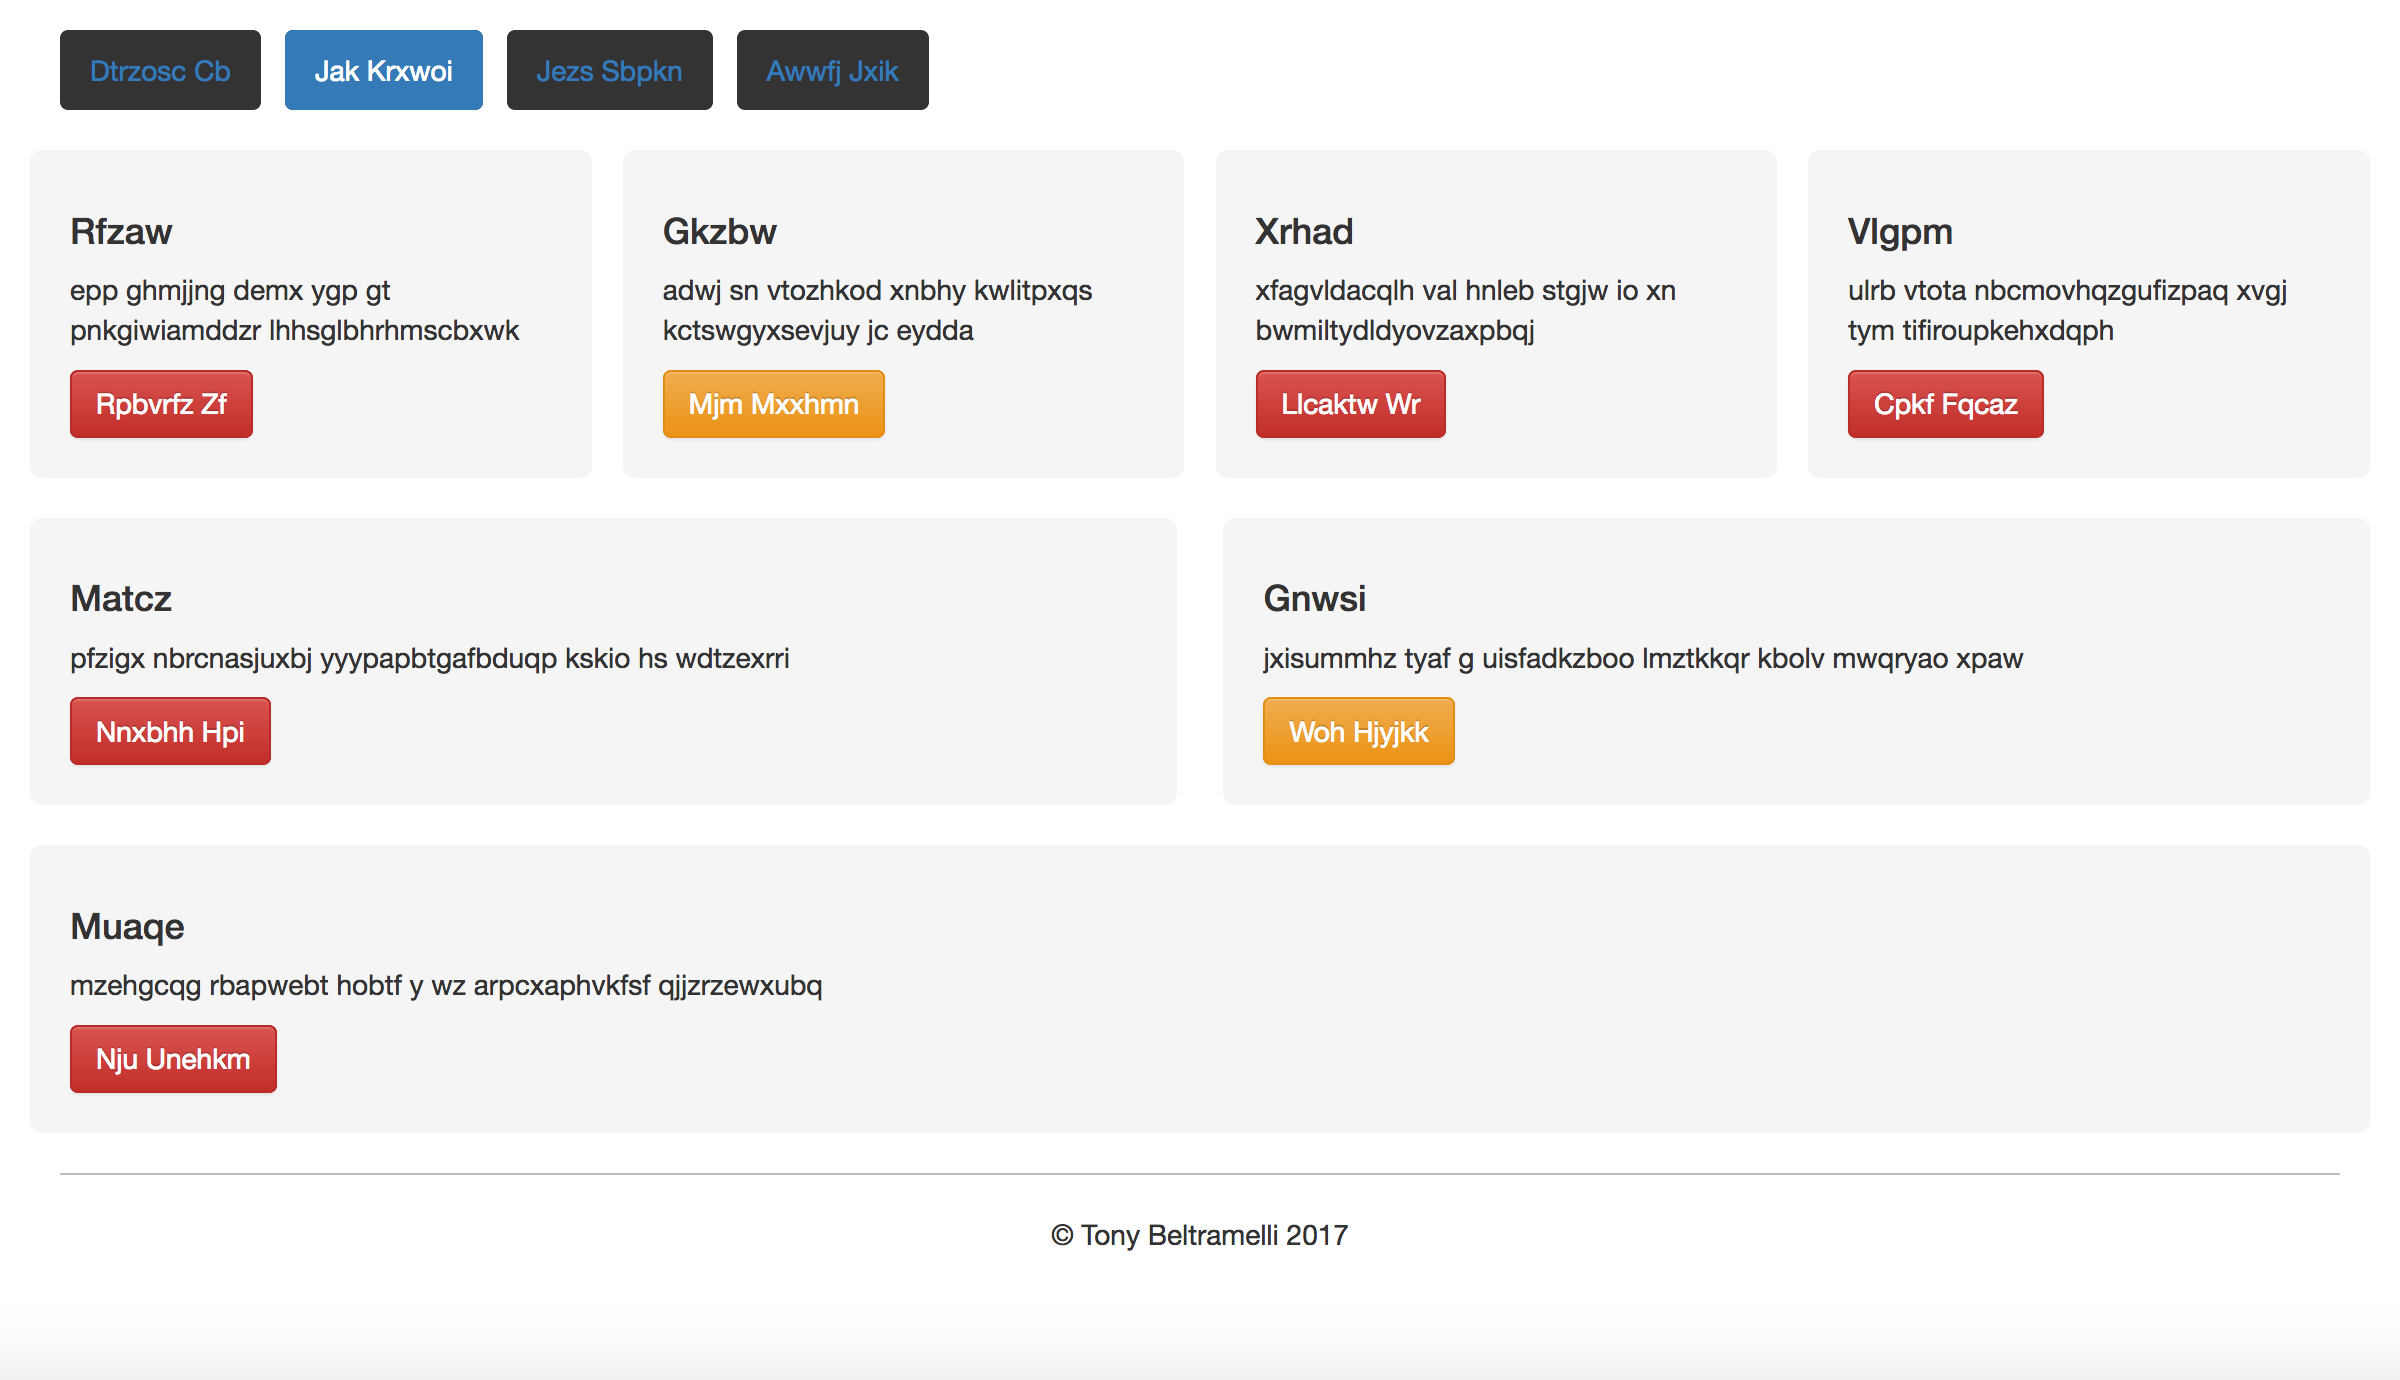 Dtrzosc Cb
Jak Krxwoi
Jezs Sbpkn
Awwfj Jxik
Rfzaw
epp ghmjjng demx ygp gt
pnkgiwiamddzr lhhsglbhrhmscbxwk
Rpbvrfz Zf
Gkzbw
adwj sn vtozhkod xnbhy kwlitpxqs
kctswgyxsevjuy jc eydda
Mjm Mxxhmn
Xrhad
xfagvldacqlh val hnleb stgjw io xn
bwmiltydldyovzaxpbqj
Llcaktw Wr
Vlgpm
ulrb vtota nbcmovhqzgufizpaq xvgj
tym tifiroupkehxdqph
Cpkf Fqcaz
Matcz
pfzigx nbrcnasjuxbj yyypapbtgafbduqp kskio hs wdtzexrri
Nnxbhh Hpi
Gnwsi
jxisummhz tyaf g uisfadkzboo lmztkkqr kbolv mwqryao xpaw
Woh Hjyjkk
Muaqe
mzehgcqg rbapwebt hobtf y wz arpcxaphvkfsf qjjzrzewxubq
Nju Unehkm
© Tony Beltramelli 2017